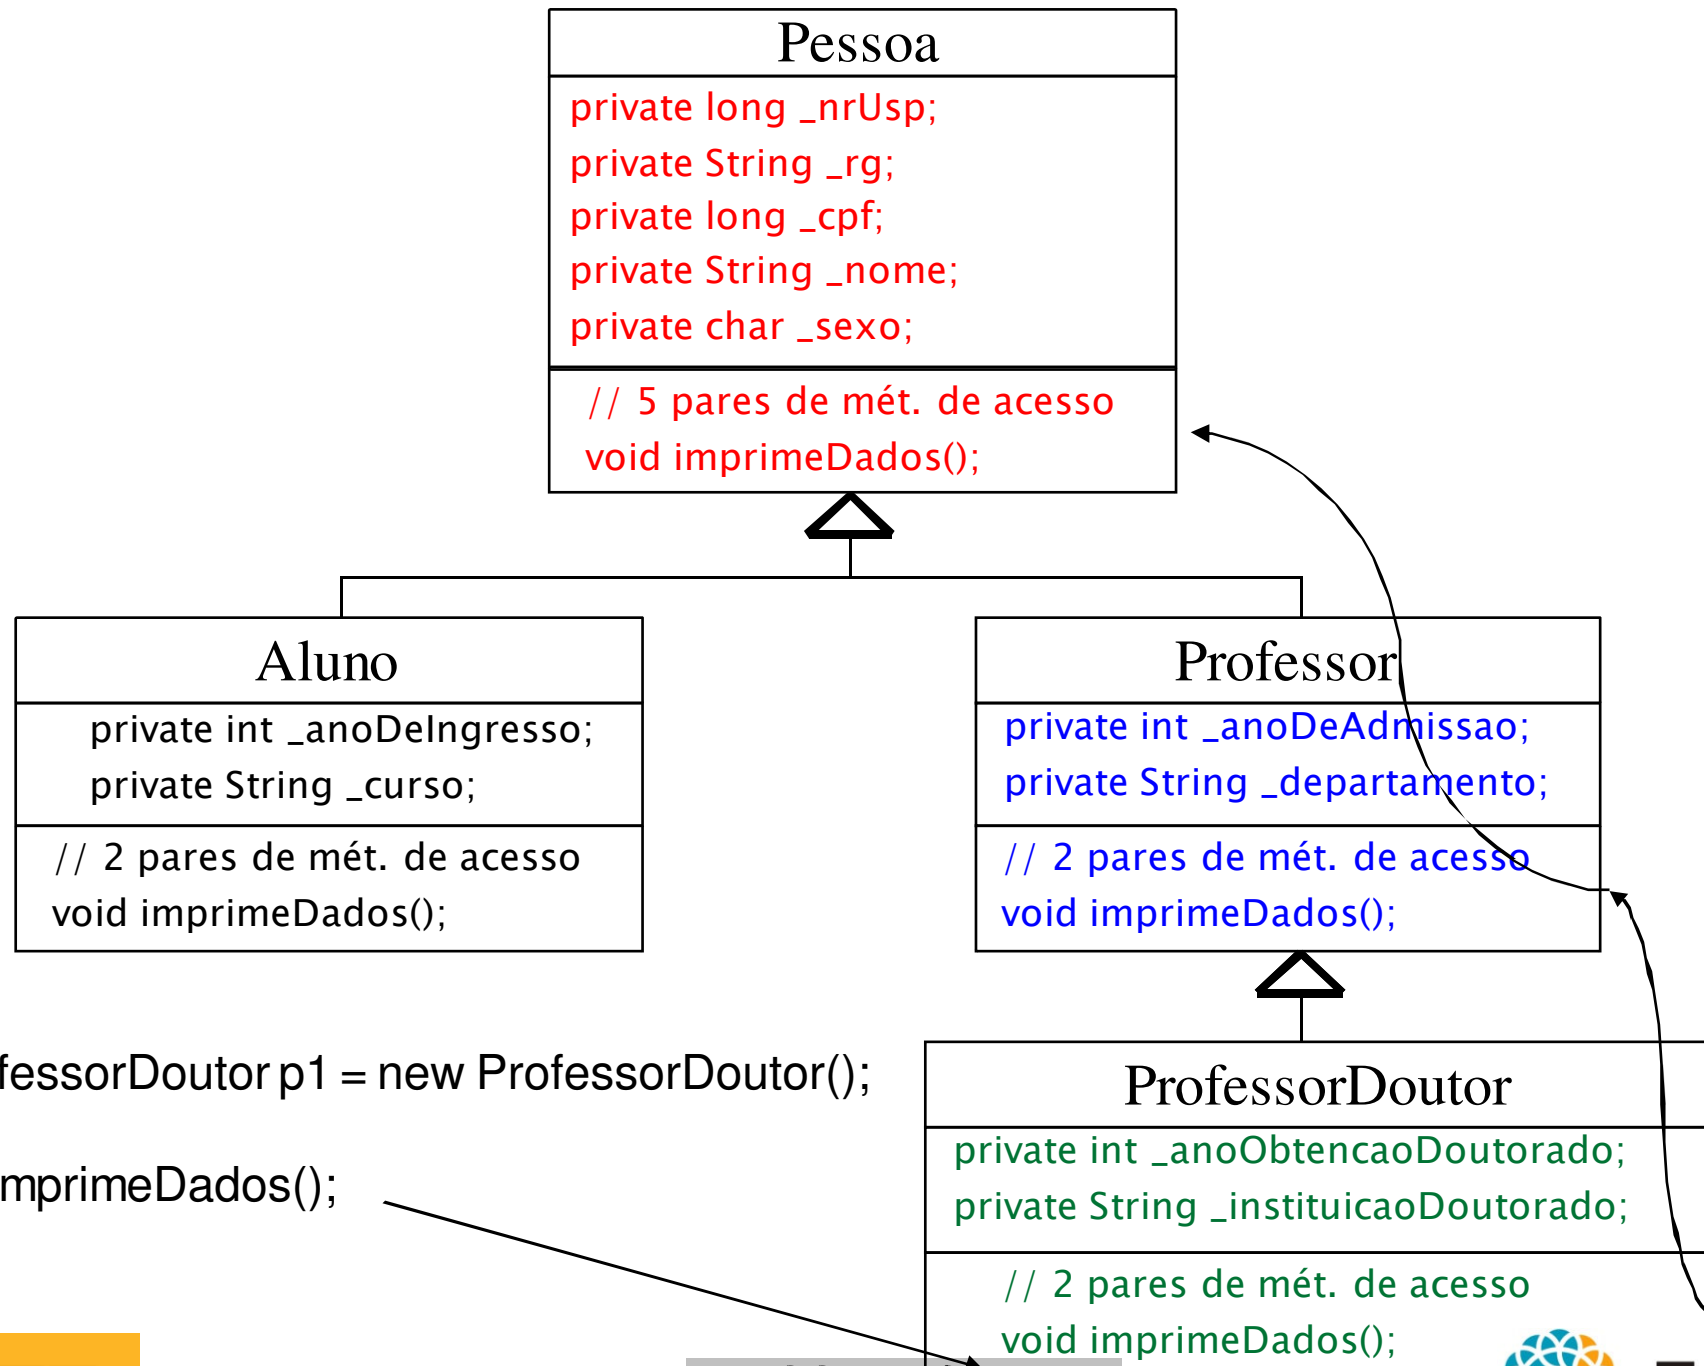 Pessoa
private long _nrUsp;
private String _rg;
private long _cpf;
private String _nome;
private char _sexo;
// 5 pares de mét. de acesso
void imprimeDados();
Aluno
private int _anoDeIngresso;
private String _curso;
// 2 pares de mét. de acesso
void imprimeDados();
Professor
private int _anoDeAdmissao;
private String _departamento;
// 2 pares de mét. de acesso
void imprimeDados();
fessorDoutor p1 = new ProfessorDoutor();
mprimeDados();
ProfessorDoutor
private int _anoObtencaoDoutorado;
private String _instituicaoDoutorado;
// 2 pares de mét. de acesso
void imprimeDados();